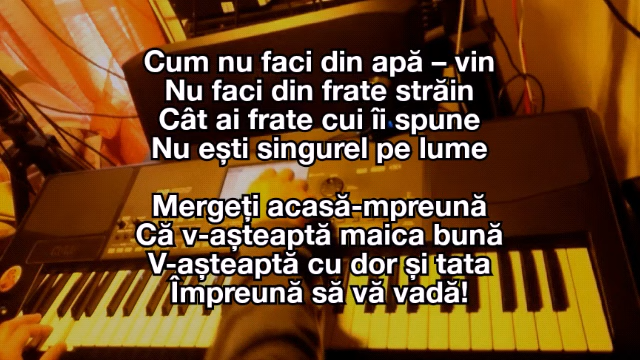 Cum nu faci din apă – vin
Nu faci din frate străin
Cât ai frate cui îi spune
Nu ești singurel pe lume
Mergeți acasă-mpreună
Că v-așteaptă maica bună
V-așteaptă cu dor și tata
Împreună să vă vadă!